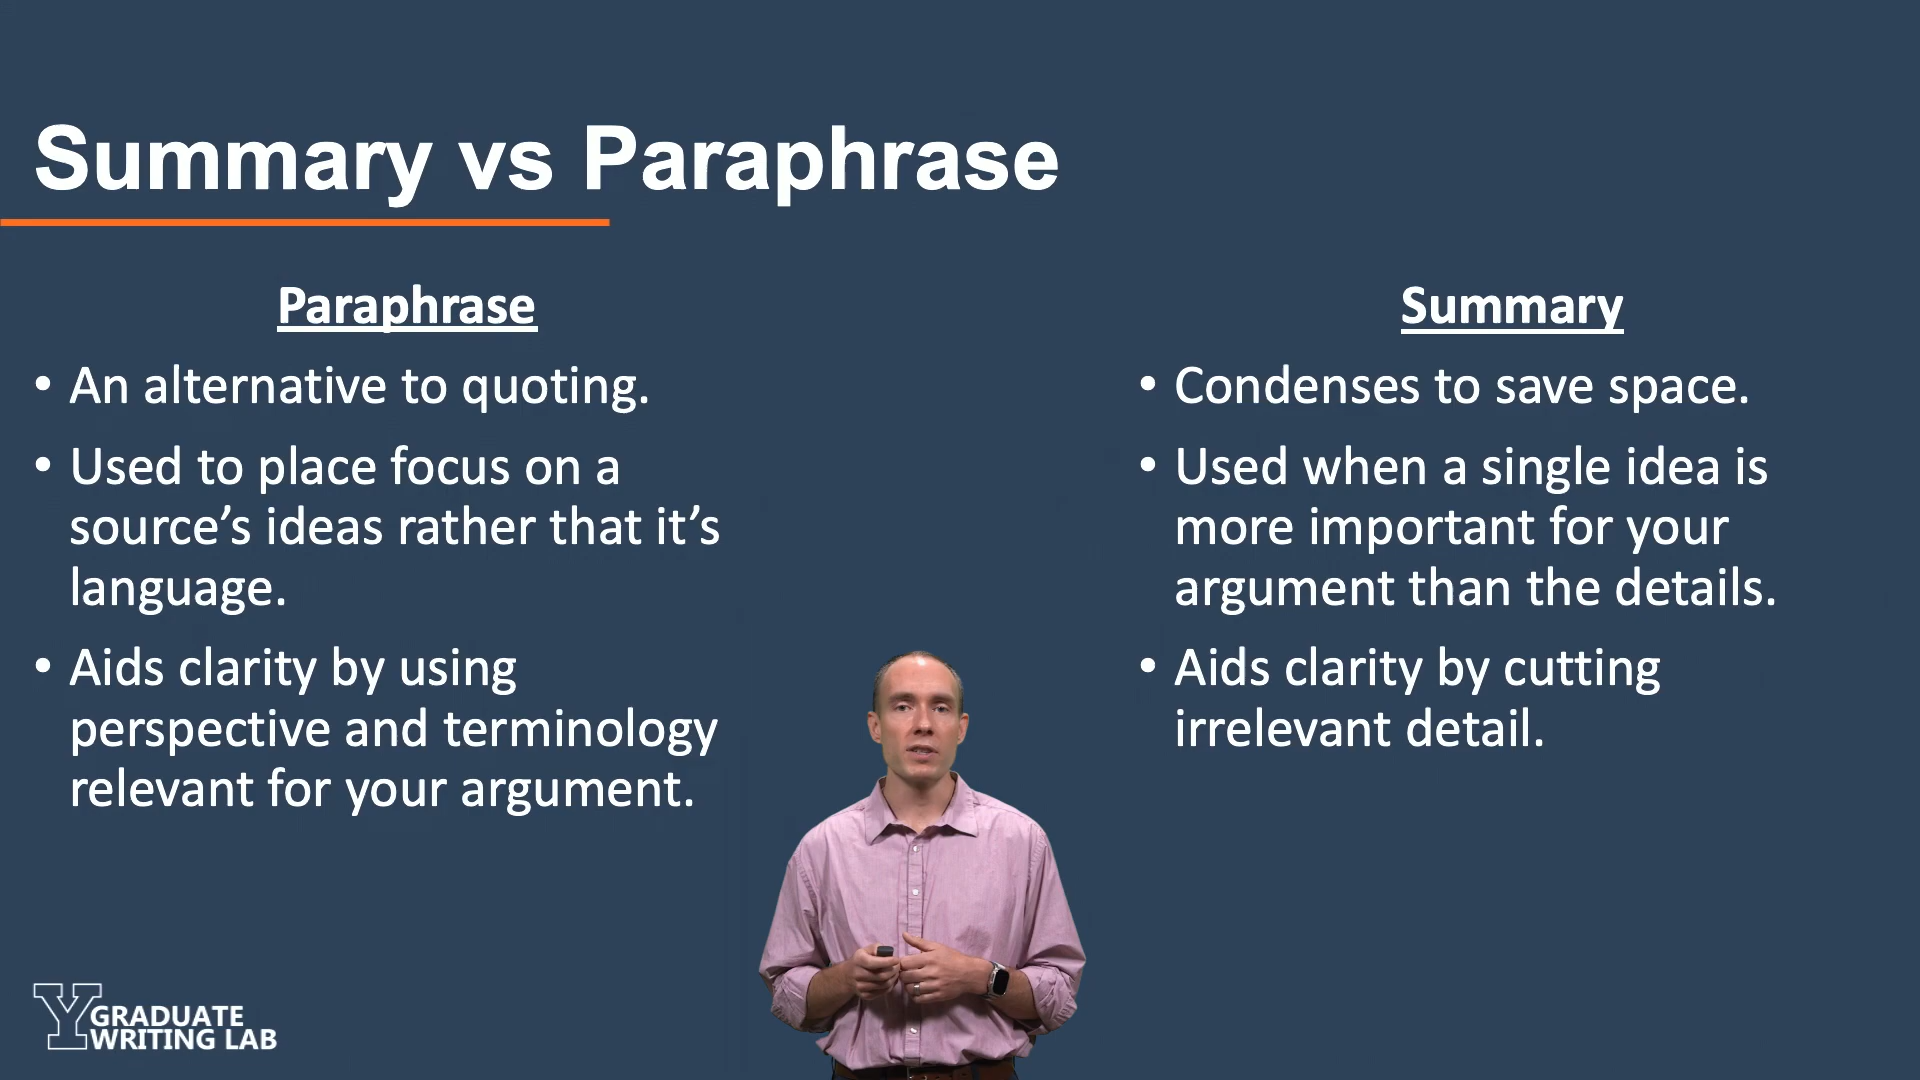 Summary vs Paraphrase
Paraphrase
• An alternative to quoting.
• Used to place focus on a
source’s ideas rather that it’s
language.
• Aids clarity by using
perspective and terminology
relevant for your argument.
Summary
• Condenses to save space.
• Used when a single idea is
more important for your
argument than the details.
• Aids clarity by cutting
irrelevant detail.
Y GRADUATE
WRITING LAB